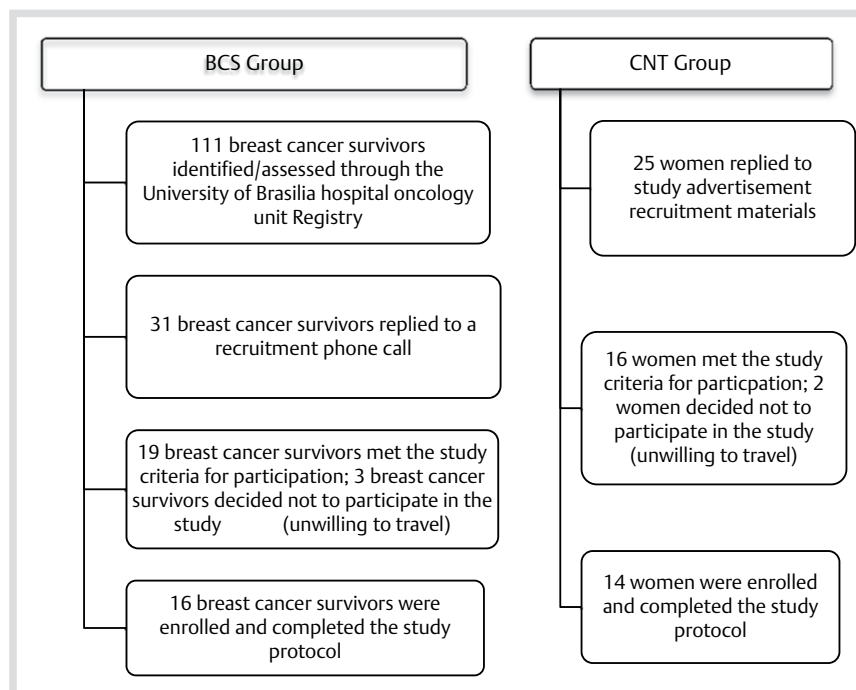 BCS Group
111 breast cancer survivors
identified/assessed through the
University of Brasilia hospital oncology
unit Registry
31 breast cancer survivors replied to a
recruitment phone call
19 breast cancer survivors met the study
criteria for participation; 3 breast cancer
survivors decided not to participate in the
study (unwilling to travel)
16 breast cancer survivors were
enrolled and completed the study
protocol
CNT Group
25 women replied to
study advertisement
recruitment materials
16 women met the study
criteria for particpation; 2
women decided not to
participate in the study
(unwilling to travel)
14 women were enrolled
and completed the study
protocol